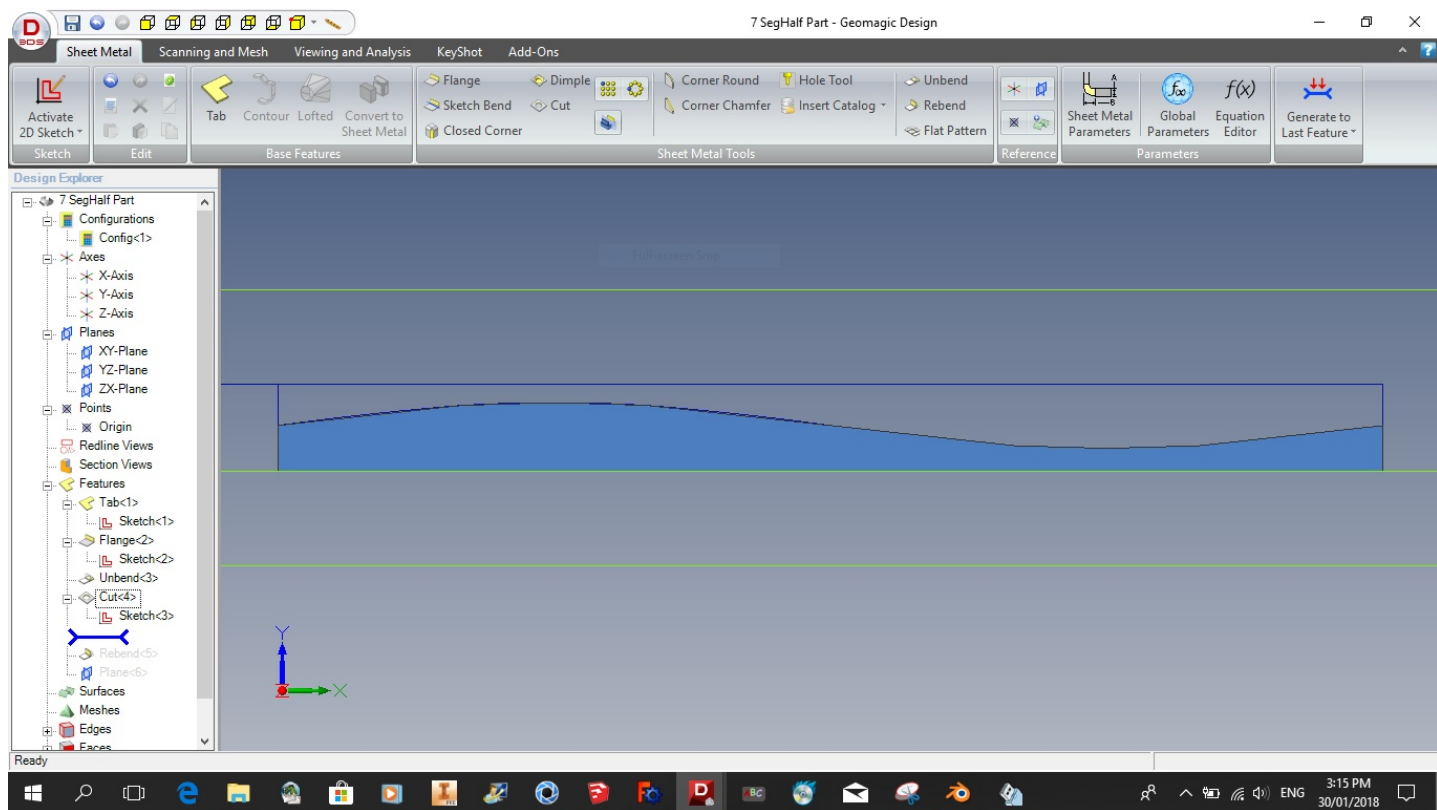 7 SegHalf Part - Geomagic Design
D
3DS
Sheet Metal Scanning and Mesh Viewing and Analysis KeyShot Add-Ons
Activate
2D Sketch
Sketch
Edit
Tab Contour Lofted Convert to
Sheet Metal
Base Features
Flange Dimple Corner Round Hole Tool Unbend
Sketch Bend Cut Corner Chamfer Insert Catalog Rebend
Closed Corner Flat Pattern
Sheet Metal Tools
Reference
Sheet Metal
Parameters
Global
Parameters
f(x)
Equation
Editor
Parameters
Generate to
Last Feature
Design Explorer
7 SegHalf Part
Configurations
Config<1>
Axes
X-Axis
Y-Axis
Z-Axis
Planes
XY-Plane
YZ-Plane
ZX-Plane
Points
Origin
Redline Views
Section Views
Features
Tab<1>
Sketch<1>
Flange<2>
Sketch<2>
Unbend<3>
Cut<4>
Sketch<3>
Rebend<5>
Plane<6>
Surfaces
Meshes
Edges
Faces
Full-screen Snip
Y
X
Ready
ENG
3:15 PM
30/01/2018